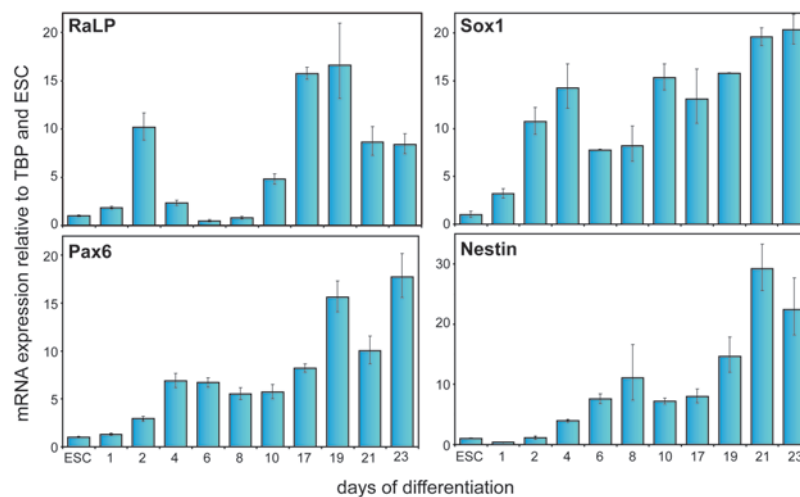 mRNA expression relative to TBP and ESC
RaLP
20
15
10
5
0
Sox1
20
15
10
5
0
Pax6
20
15
10
5
0
ESC 1 2 4 6 8 10 17 19 21 23
Nestin
30
20
10
0
ESC 1 2 4 6 8 10 17 19 21 23
days of differentiation